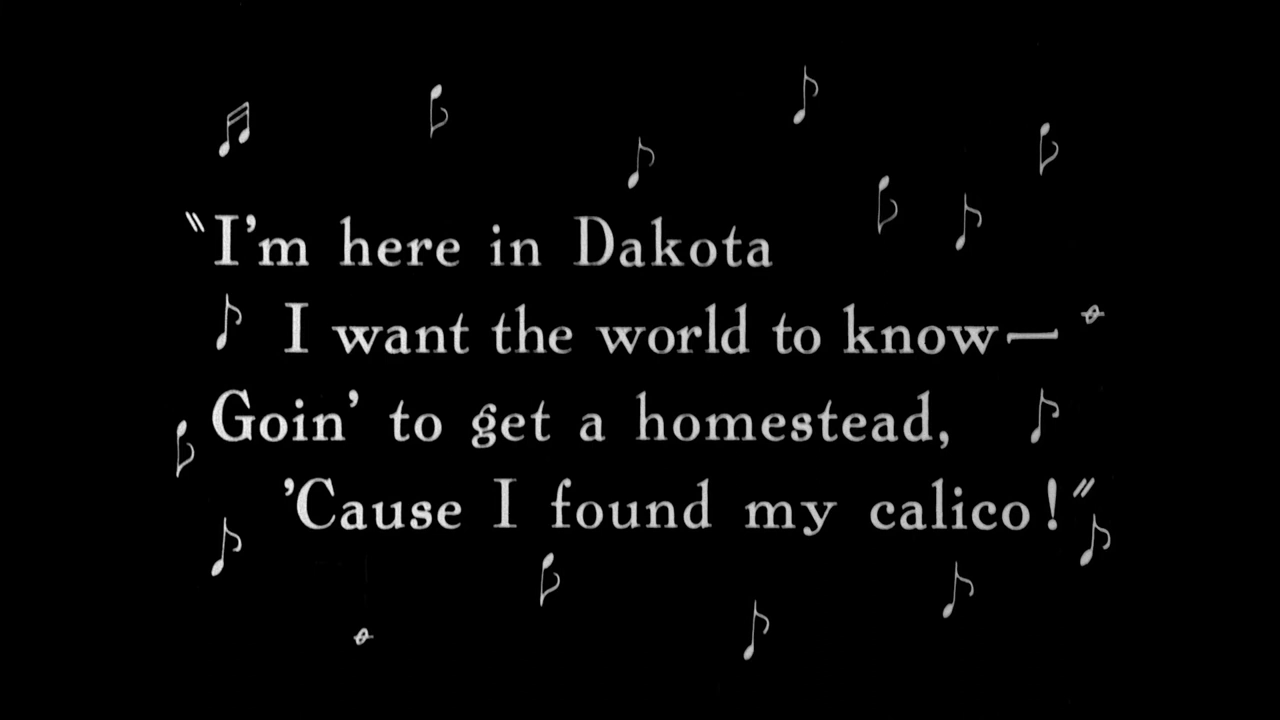 "I'm here in Dakota
I want the world to know—
Goin' to get a homestead,
'Cause I found my calico!"